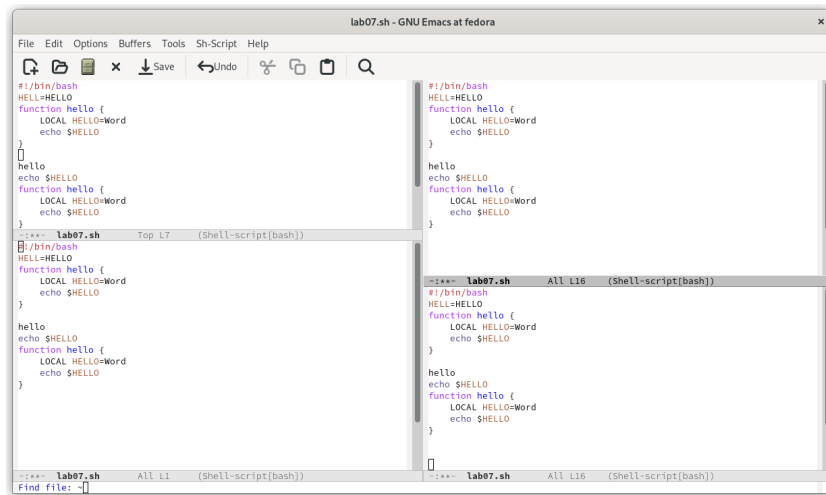 lab07.sh - GNU Emacs at fedora
File Edit Options Buffers Tools Sh-Script Help
Save Undo
#!/bin/bash
HELL=HELLO
function hello {
    LOCAL HELLO=Word
    echo $HELLO
}
hello
echo $HELLO
function hello {
    LOCAL HELLO=Word
    echo $HELLO
}
-:**- lab07.sh Top L7 (Shell-script[bash])
#!/bin/bash
HELL=HELLO
function hello {
    LOCAL HELLO=Word
    echo $HELLO
}
hello
echo $HELLO
function hello {
    LOCAL HELLO=Word
    echo $HELLO
}
-:**- lab07.sh All L1 (Shell-script[bash])
#!/bin/bash
HELL=HELLO
function hello {
    LOCAL HELLO=Word
    echo $HELLO
}
hello
echo $HELLO
function hello {
    LOCAL HELLO=Word
    echo $HELLO
}
-:**- lab07.sh All L16 (Shell-script[bash])
#!/bin/bash
HELL=HELLO
function hello {
    LOCAL HELLO=Word
    echo $HELLO
}
hello
echo $HELLO
function hello {
    LOCAL HELLO=Word
    echo $HELLO
}
-:**- lab07.sh All L16 (Shell-script[bash])
Find file: ~